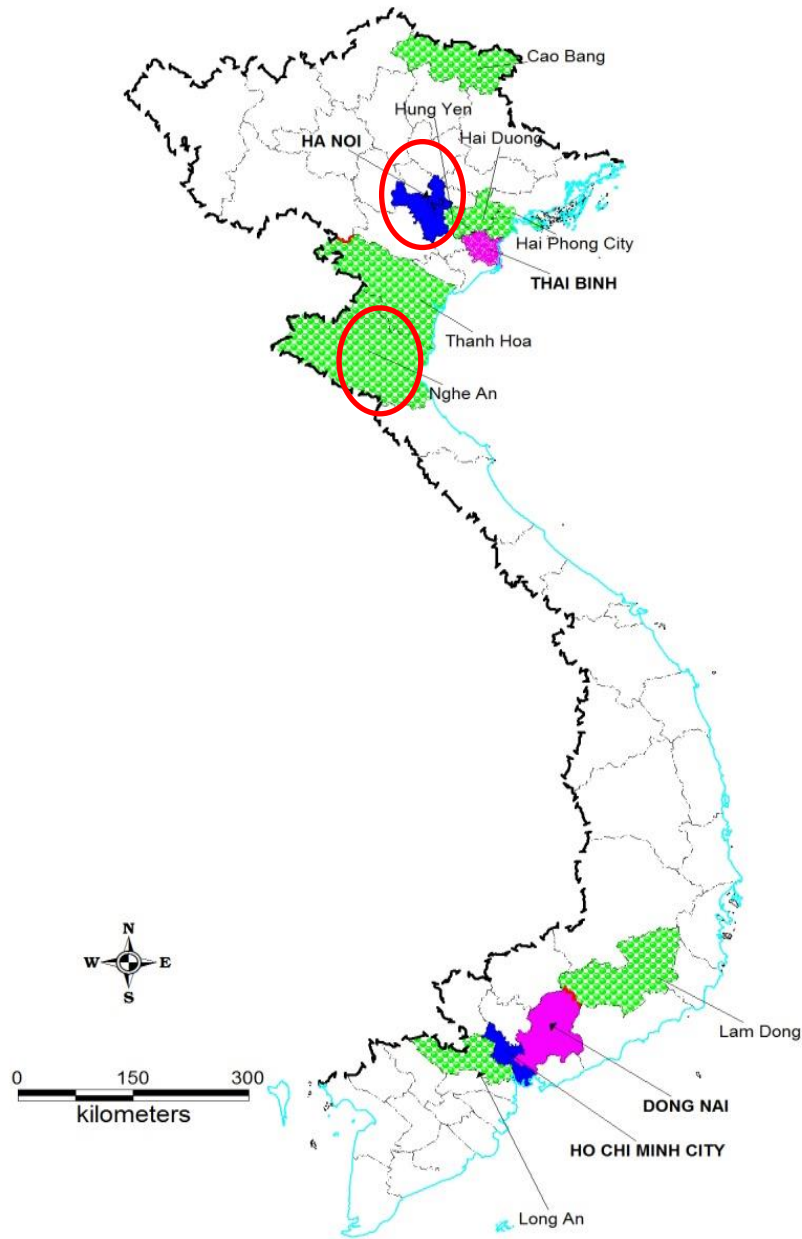 Cao Bang
Hung Yen
HA NOI
Hai Duong
Hai Phong City
THAI BINH
Thanh Hoa
Nghe An
N
W E
S
Lam Dong
0 150 300
kilometers
DONG NAI
HO CHI MINH CITY
Long An